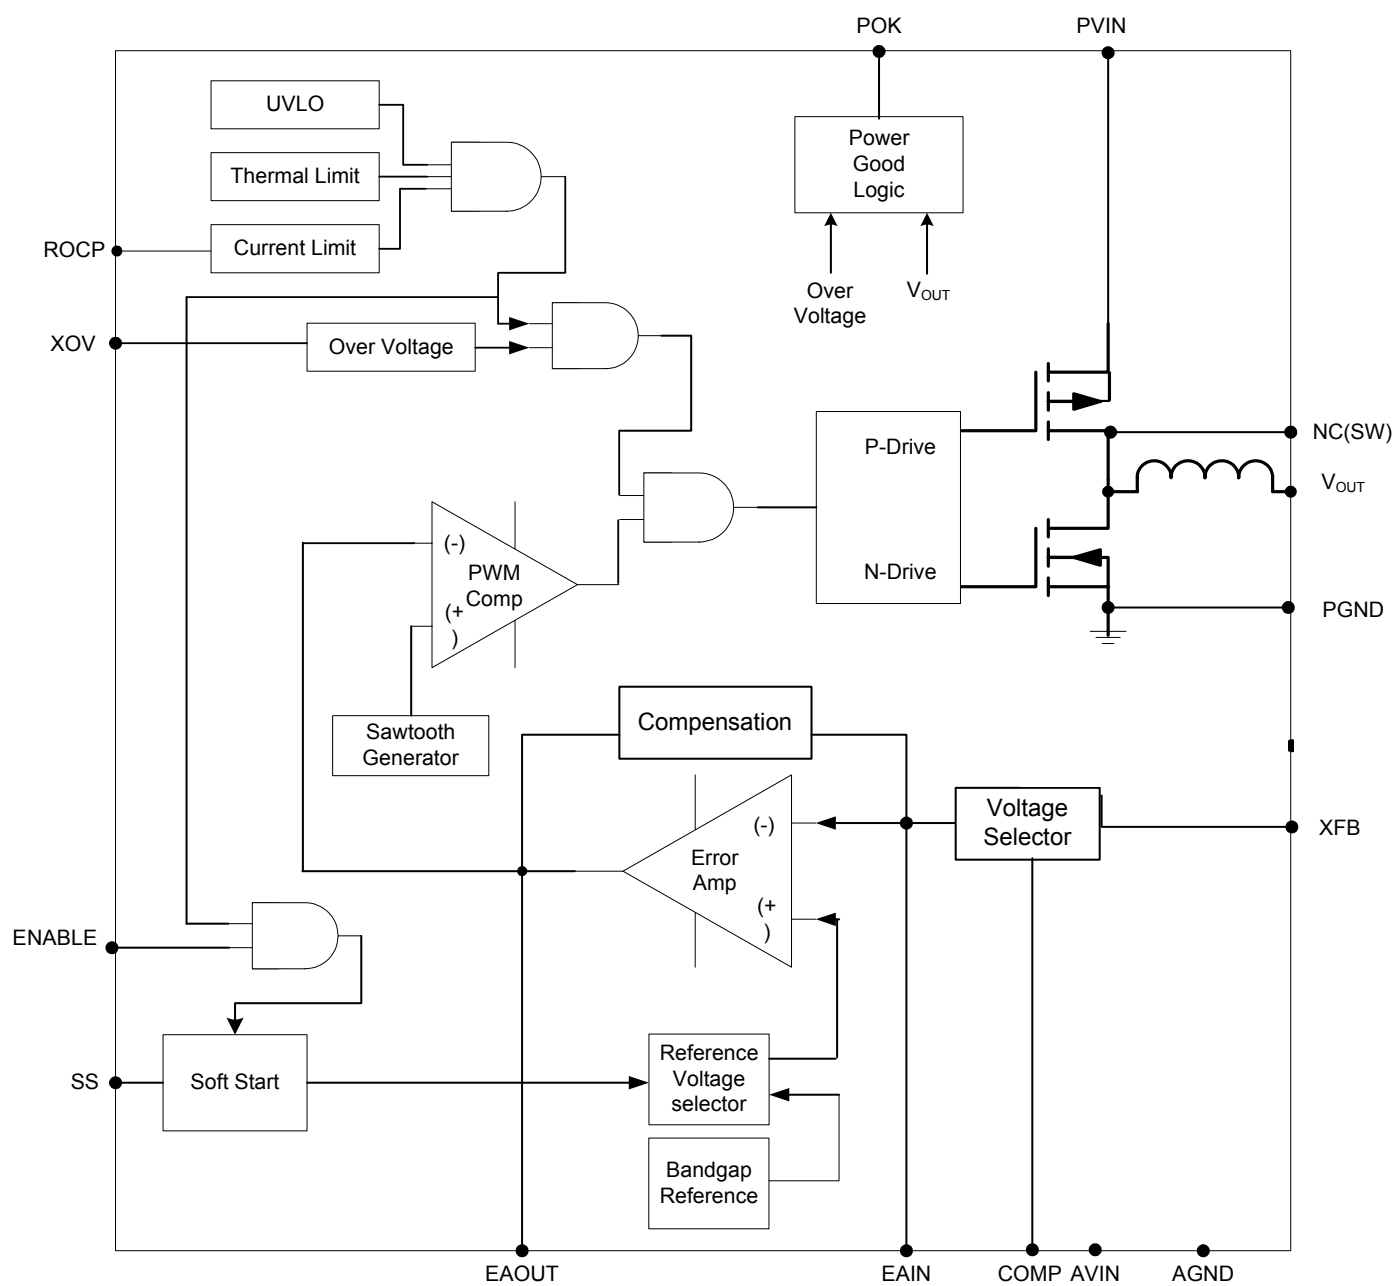 POK
PVIN
UVLO
Thermal Limit
Current Limit
ROCP
Power
Good
Logic
Over
Voltage
VOUT
XOV
Over Voltage
P-Drive
N-Drive
NC(SW)
VOUT
PGND
(-)
PWM
Comp
(+
)
Sawtooth
Generator
Compensation
Voltage
Selector
XFB
(-)
Error
Amp
(+
)
ENABLE
SS
Soft Start
Reference
Voltage
selector
Bandgap
Reference
EAOUT
EAIN
COMP
AVIN
AGND